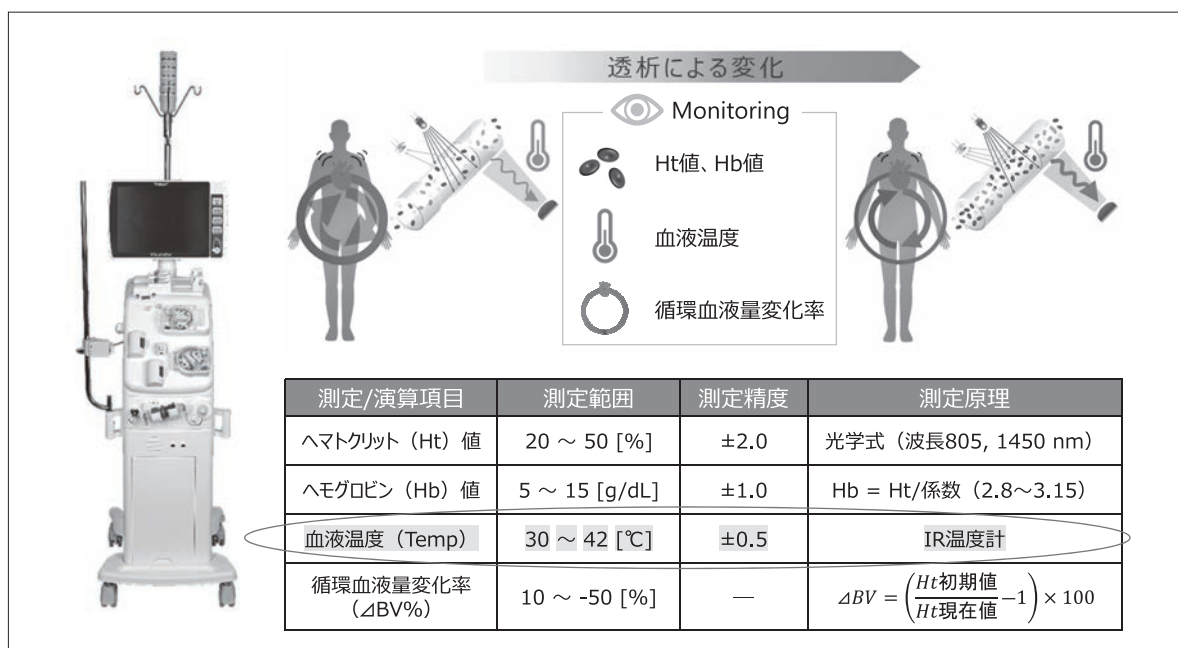 透析による変化
Monitoring
Ht値、Hb値
血液温度
循環血液量変化率
測定/演算項目 測定範囲 測定精度 測定原理
ヘマトクリット（Ht）値 20 ～ 50 [%] ±2.0 光学式（波長805, 1450 nm）
ヘモグロビン（Hb）値 5 ～ 15 [g/dL] ±1.0 Hb = Ht/係数（2.8～3.15）
血液温度（Temp） 30 ～ 42 [℃] ±0.5 IR温度計
循環血液量変化率
（⊿BV%） 10 ～ -50 [%] — ⊿BV = (Ht初期値/Ht現在値 −1) × 100